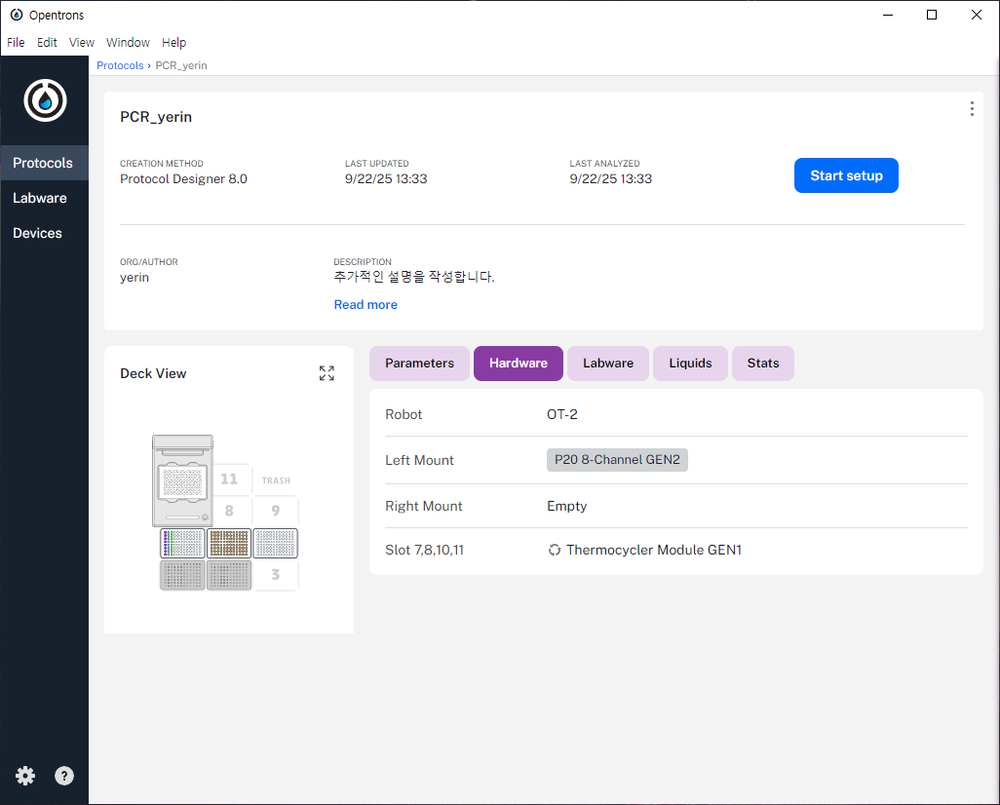 Opentrons
File Edit View Window Help
Protocols › PCR_yerin
PCR_yerin
CREATION METHOD
Protocol Designer 8.0
LAST UPDATED
9/22/25 13:33
LAST ANALYZED
9/22/25 13:33
Start setup
Protocols
Labware
Devices
ORG/AUTHOR
yerin
DESCRIPTION
추가적인 설명을 작성합니다.
Read more
Deck View
11 TRASH
8 9
3
Parameters Hardware Labware Liquids Stats
Robot OT-2
Left Mount P20 8-Channel GEN2
Right Mount Empty
Slot 7,8,10,11 Thermocycler Module GEN1
?